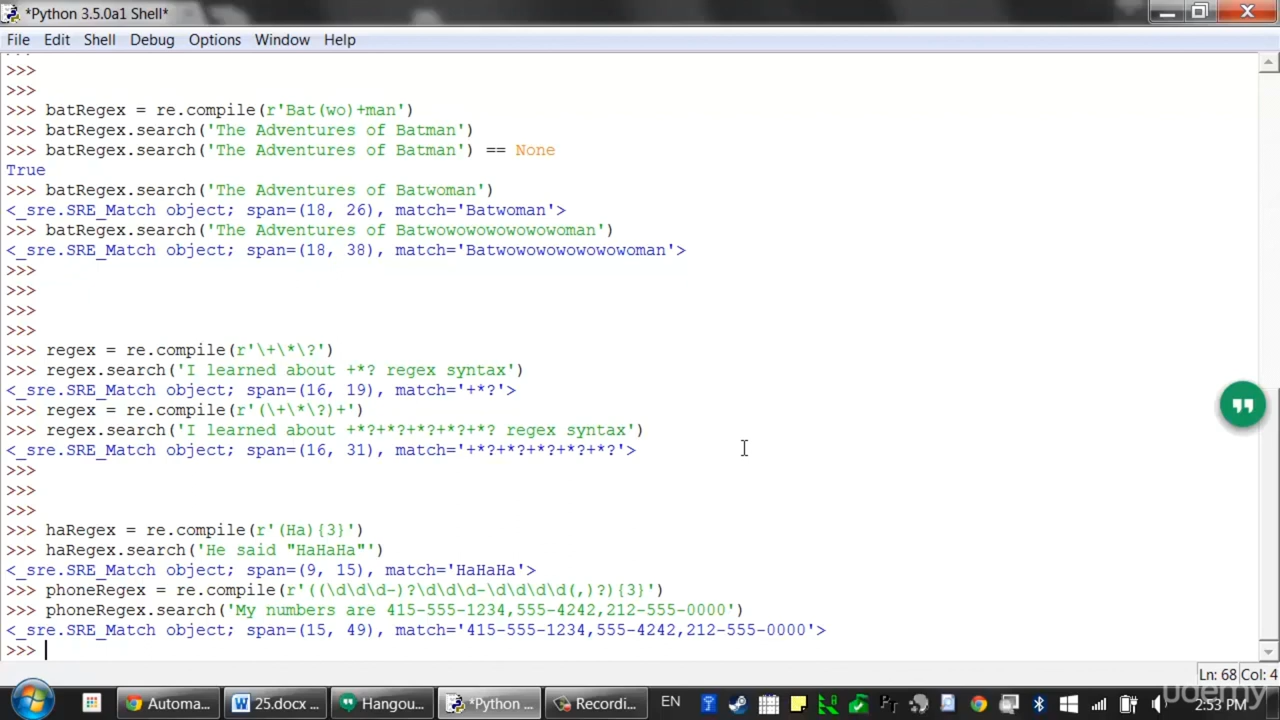 *Python 3.5.0a1 Shell*
File Edit Shell Debug Options Window Help
>>>
>>>
>>> batRegex = re.compile(r'Bat(wo)+man')
>>> batRegex.search('The Adventures of Batman')
>>> batRegex.search('The Adventures of Batman') == None
True
>>> batRegex.search('The Adventures of Batwoman')
<_sre.SRE_Match object; span=(18, 26), match='Batwoman'>
>>> batRegex.search('The Adventures of Batwowowowowowoman')
<_sre.SRE_Match object; span=(18, 38), match='Batwowowowowowowoman'>
>>>
>>>
>>>
>>>
>>> regex = re.compile(r'\+\*\?')
>>> regex.search('I learned about +*? regex syntax')
<_sre.SRE_Match object; span=(16, 19), match='+*?'>
>>> regex = re.compile(r'(\+\*\?)+')
>>> regex.search('I learned about +*?+*?+*?+*?+*? regex syntax')
<_sre.SRE_Match object; span=(16, 31), match='+*?+*?+*?+*?+*?'>
>>>
>>>
>>>
>>> haRegex = re.compile(r'(Ha){3}')
>>> haRegex.search('He said "HaHaHa"')
<_sre.SRE_Match object; span=(9, 15), match='HaHaHa'>
>>> phoneRegex = re.compile(r'((\d\d\d-)?\d\d\d-\d\d\d\d(,)?){3}')
>>> phoneRegex.search('My numbers are 415-555-1234,555-4242,212-555-0000')
<_sre.SRE_Match object; span=(15, 49), match='415-555-1234,555-4242,212-555-0000'>
>>>
Ln: 68 Col: 4
Automa... 25.docx ... Hangou... *Python ... Recordi... EN 2:53 PM
udemy